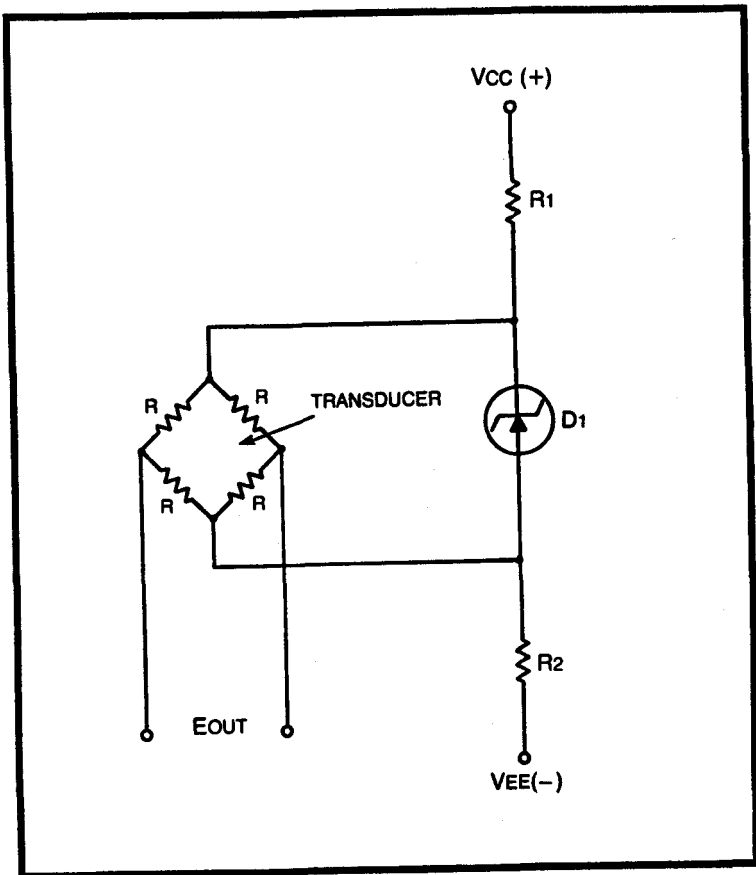 VCC (+)
R1
R
R
TRANSDUCER
D1
R
R
R2
EOUT
VEE(−)